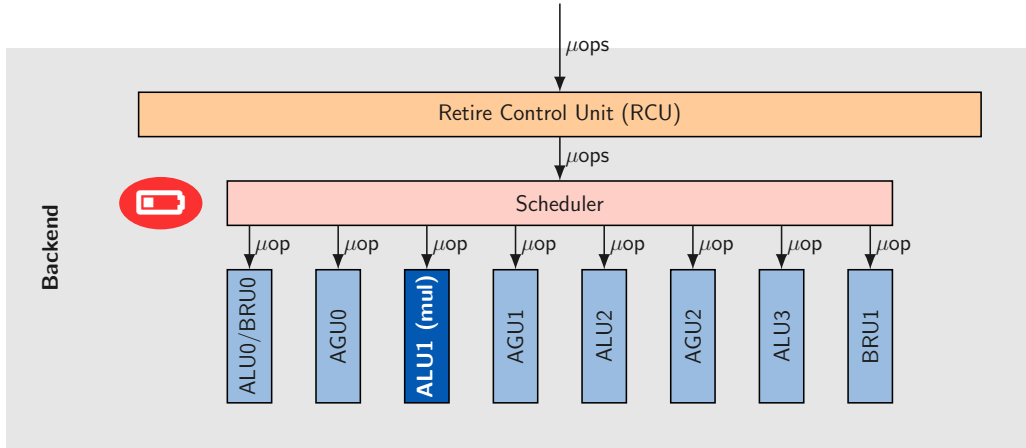 μops
Retire Control Unit (RCU)
μops
Scheduler
Backend
μop
μop
μop
μop
μop
μop
μop
μop
ALU0/BRU0
AGU0
ALU1 (mul)
AGU1
ALU2
AGU2
ALU3
BRU1